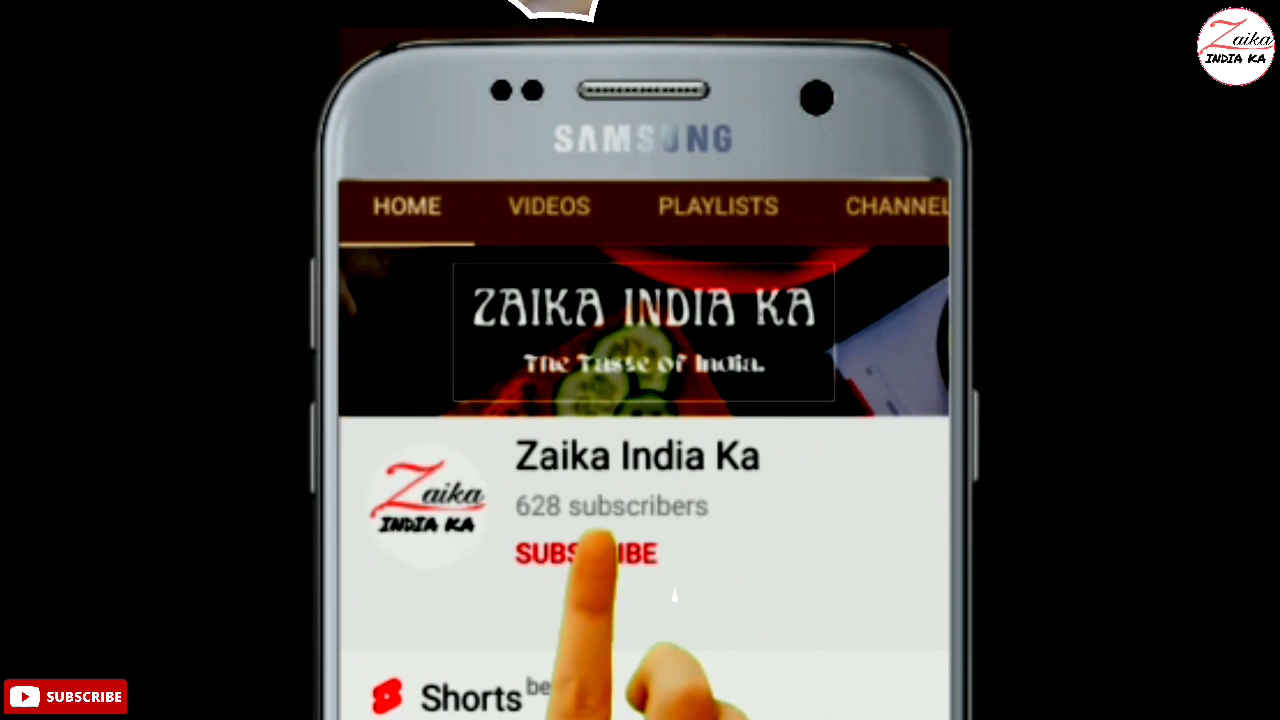 Zaika
INDIA KA
SAMSUNG
HOME VIDEOS PLAYLISTS CHANNEL
ZAIKA INDIA KA
The Taste of India.
Zaika India Ka
628 subscribers
Zaika
INDIA KA
Shorts be
SUBSCRIBE